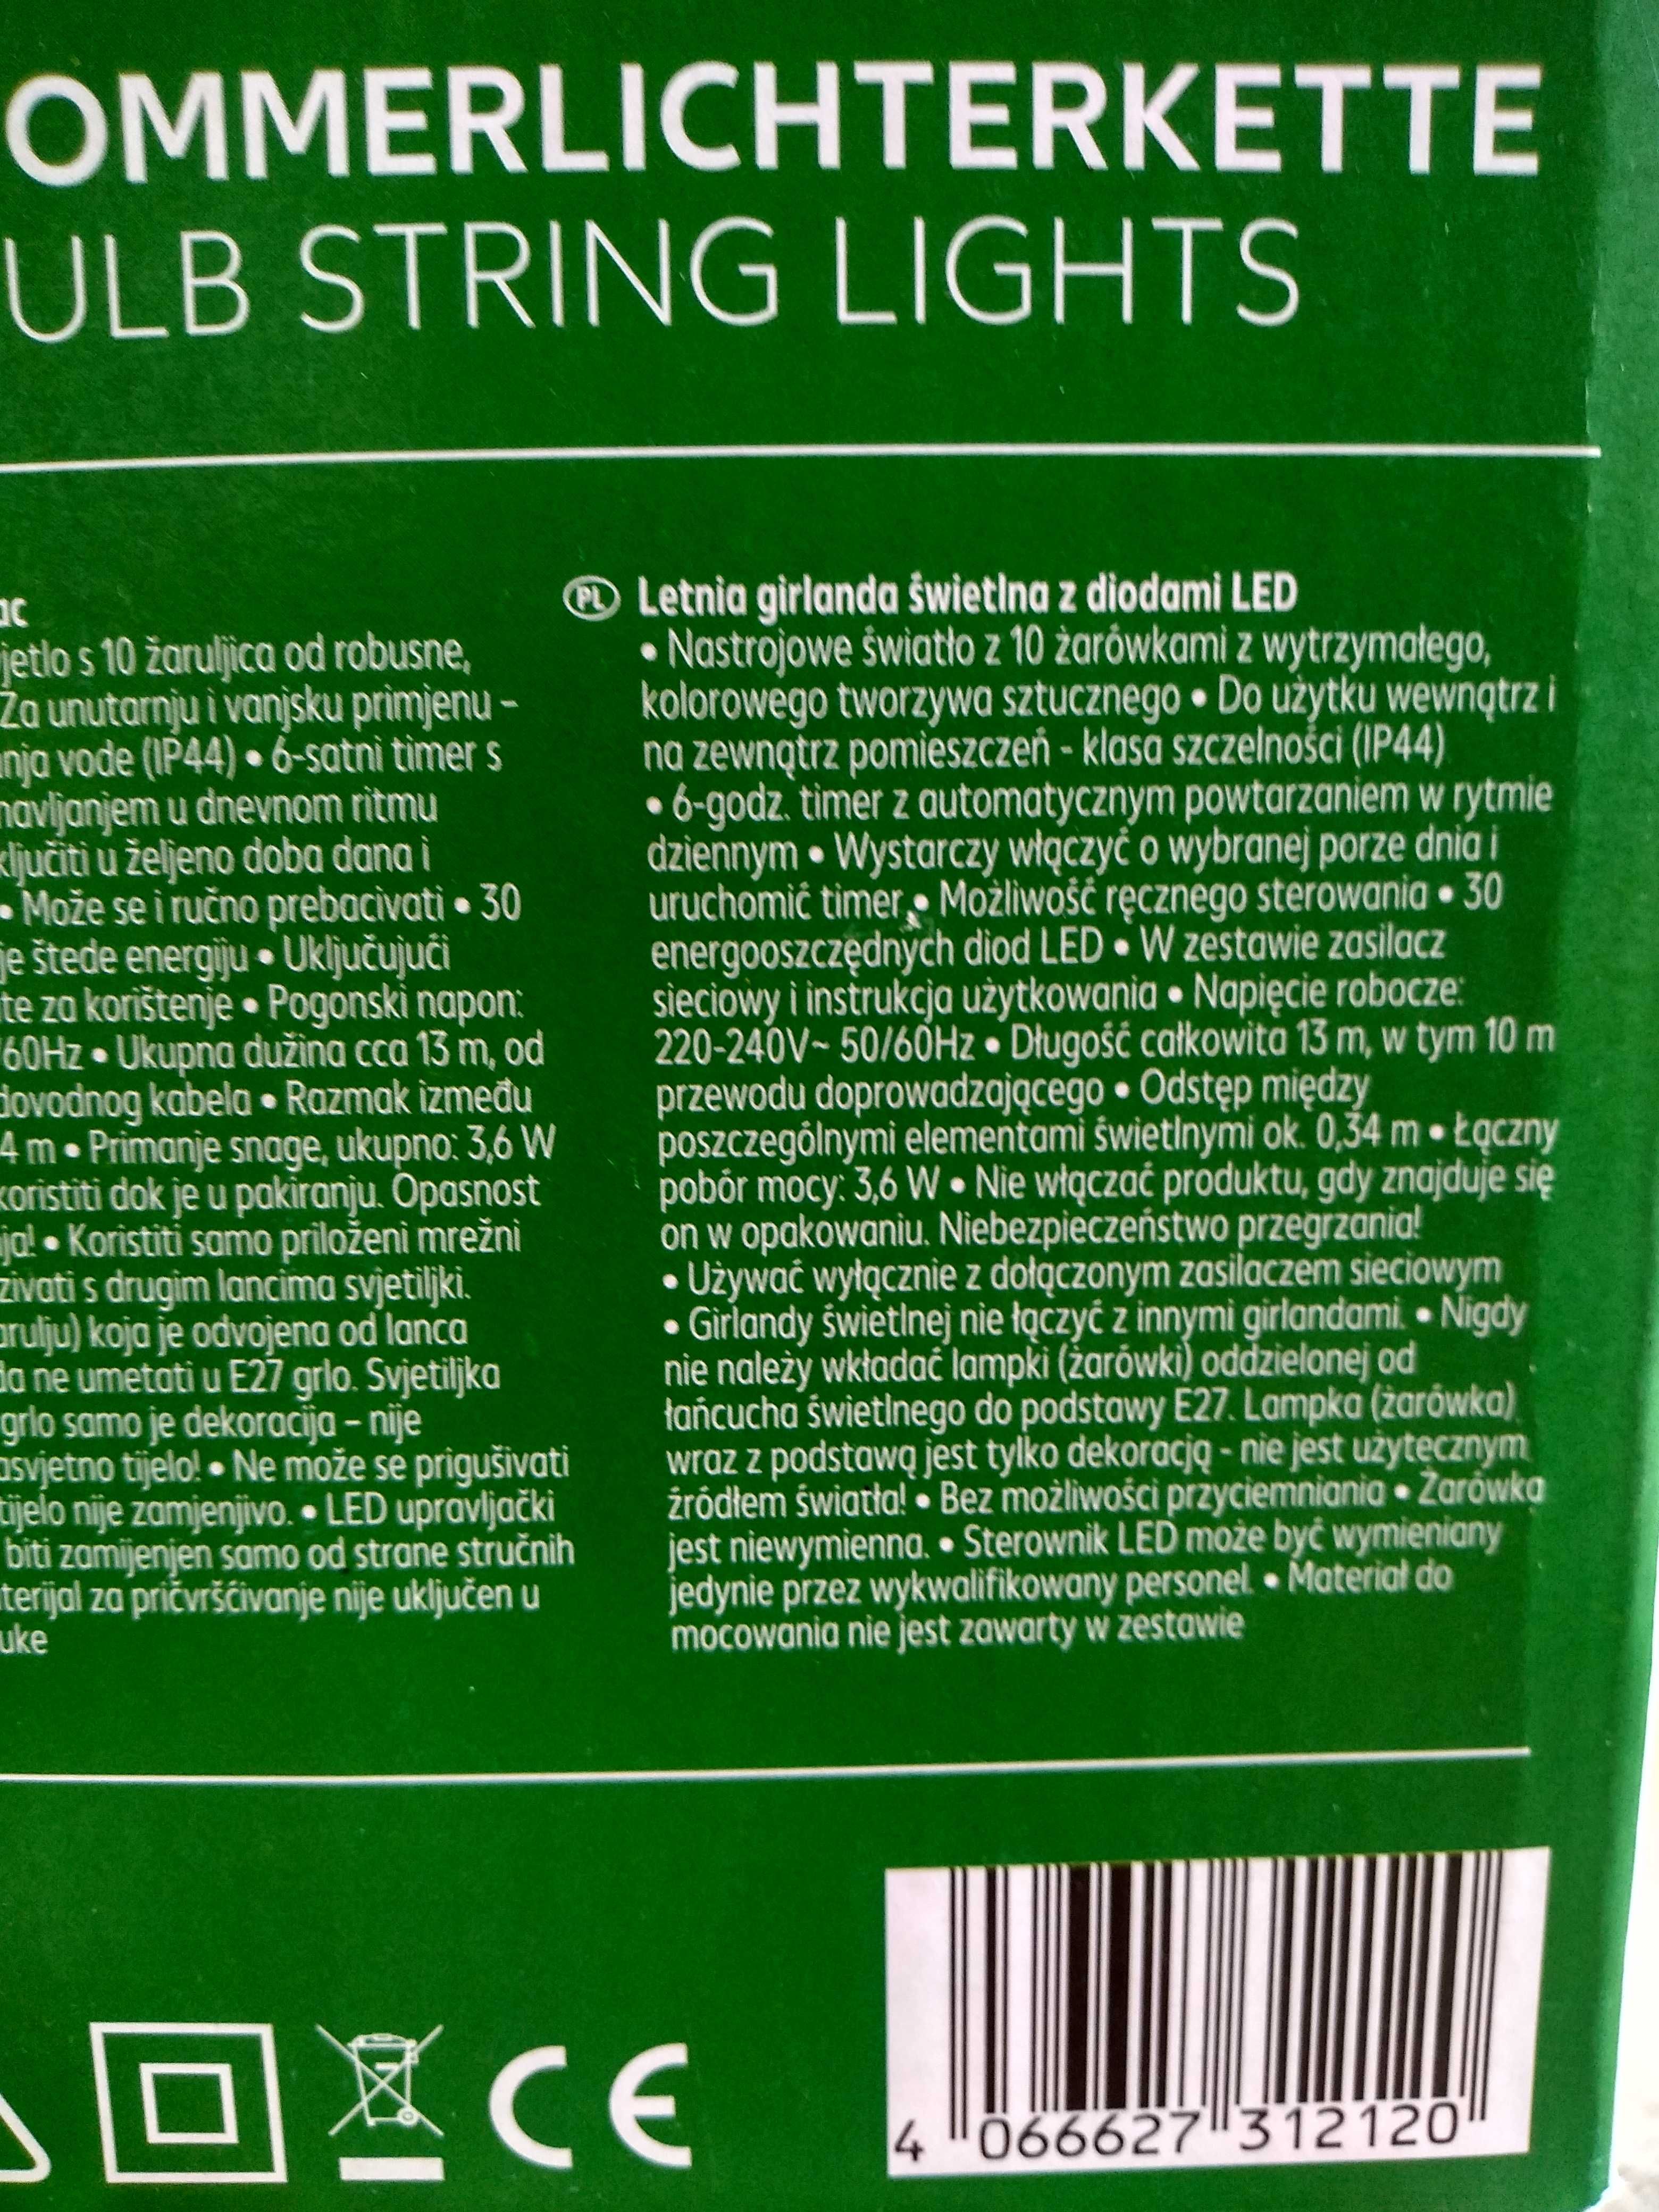 OMMERLICHTERKETTE
ULB STRING LIGHTS
ac
jetlo s 10 žaruljica od robusne,
Za unutarnju i vanjsku primjenu –
nja vode (IP44) • 6-satni timer s
navljanjem u dnevnom ritmu
ključiti u željeno doba dana i
• Može se i ručno prebacivati • 30
je štede energiju • Uključujući
te za korištenje • Pogonski napon:
/60Hz • Ukupna dužina cca 13 m, od
dovodnog kabela • Razmak između
4 m • Primanje snage, ukupno: 3,6 W
koristiti dok je u pakiranju. Opasnost
ja! • Koristiti samo priloženi mrežni
zivati s drugim lancima svjetiljki.
arulju) koja je odvojena od lanca
da ne umetati u E27 grlo. Svjetiljka
grlo samo je dekoracija – nije
asvjetno tijelo! • Ne može se prigušivati
tijelo nije zamjenjivo. • LED upravljački
biti zamijenjen samo od strane stručnih
terijal za pričvršćivanje nije uključen u
uke
PL Letnia girlanda świetlna z diodami LED
• Nastrojowe światło z 10 żarówkami z wytrzymałego,
kolorowego tworzywa sztucznego • Do użytku wewnątrz i
na zewnątrz pomieszczeń - klasa szczelności (IP44)
• 6-godz. timer z automatycznym powtarzaniem w rytmie
dziennym • Wystarczy włączyć o wybranej porze dnia i
uruchomić timer • Możliwość ręcznego sterowania • 30
energooszczędnych diod LED • W zestawie zasilacz
sieciowy i instrukcja użytkowania • Napięcie robocze:
220-240V~ 50/60Hz • Długość całkowita 13 m, w tym 10 m
przewodu doprowadzającego • Odstęp między
poszczególnymi elementami świetlnymi ok. 0,34 m • Łączny
pobór mocy: 3,6 W • Nie włączać produktu, gdy znajduje się
on w opakowaniu. Niebezpieczeństwo przegrzania!
• Używać wyłącznie z dołączonym zasilaczem sieciowym
• Girlandy świetlnej nie łączyć z innymi girlandami. • Nigdy
nie należy wkładać lampki (żarówki) oddzielonej od
łańcucha świetlnego do podstawy E27. Lampka (żarówka)
wraz z podstawą jest tylko dekoracją - nie jest użytecznym
źródłem światła! • Bez możliwości przyciemniania • Żarówka
jest niewymienna. • Sterownik LED może być wymieniany
jedynie przez wykwalifikowany personel. • Materiał do
mocowania nie jest zawarty w zestawie
CE
4 066627 312120